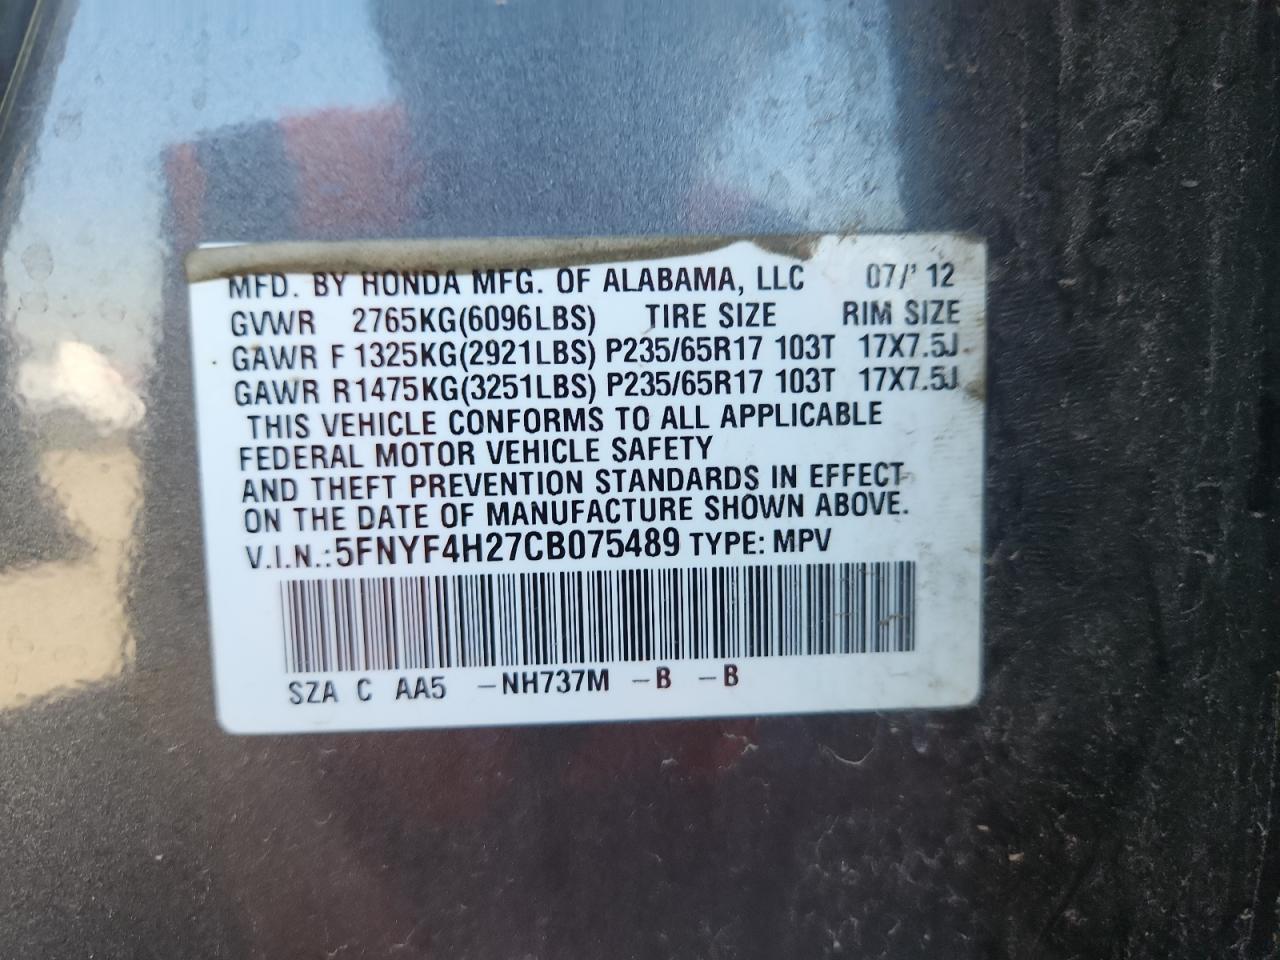 MFD. BY HONDA MFG. OF ALABAMA, LLC 07/' 12
GVWR 2765KG(6096LBS) TIRE SIZE RIM SIZE
GAWR F 1325KG(2921LBS) P235/65R17 103T 17X7.5J
GAWR R1475KG(3251LBS) P235/65R17 103T 17X7.5J
THIS VEHICLE CONFORMS TO ALL APPLICABLE
FEDERAL MOTOR VEHICLE SAFETY
AND THEFT PREVENTION STANDARDS IN EFFECT
ON THE DATE OF MANUFACTURE SHOWN ABOVE.
V.I.N.:5FNYF4H27CB075489 TYPE: MPV
SZA C AA5 -NH737M -B -B